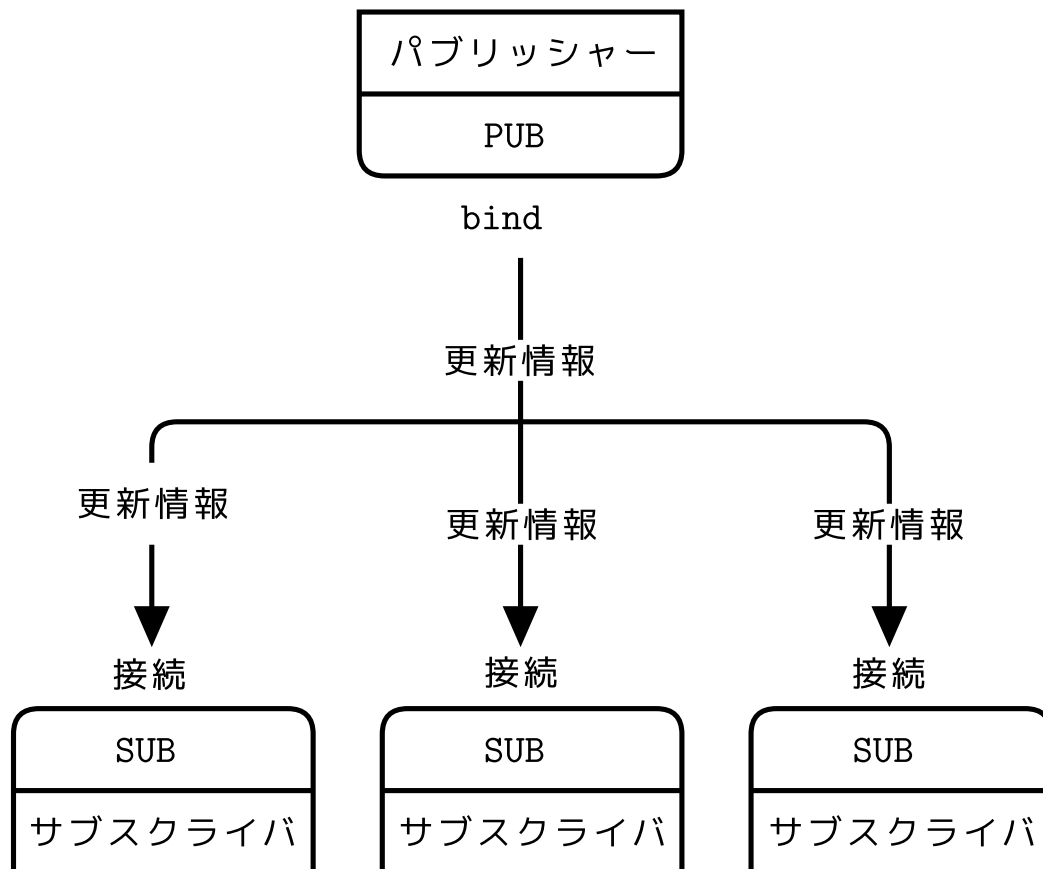 パブリッシャー
PUB
bind
更新情報
更新情報 更新情報 更新情報
接続 接続 接続
SUB SUB SUB
サブスクライバ サブスクライバ サブスクライバ